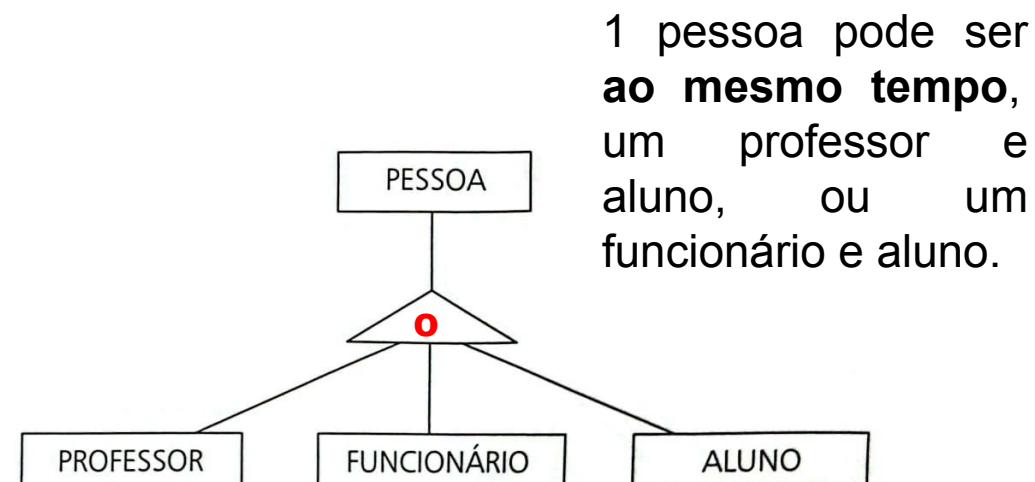 1 pessoa pode ser
ao mesmo tempo,
um professor e
aluno, ou um
funcionário e aluno.
PESSOA
o
PROFESSOR
FUNCIONÁRIO
ALUNO